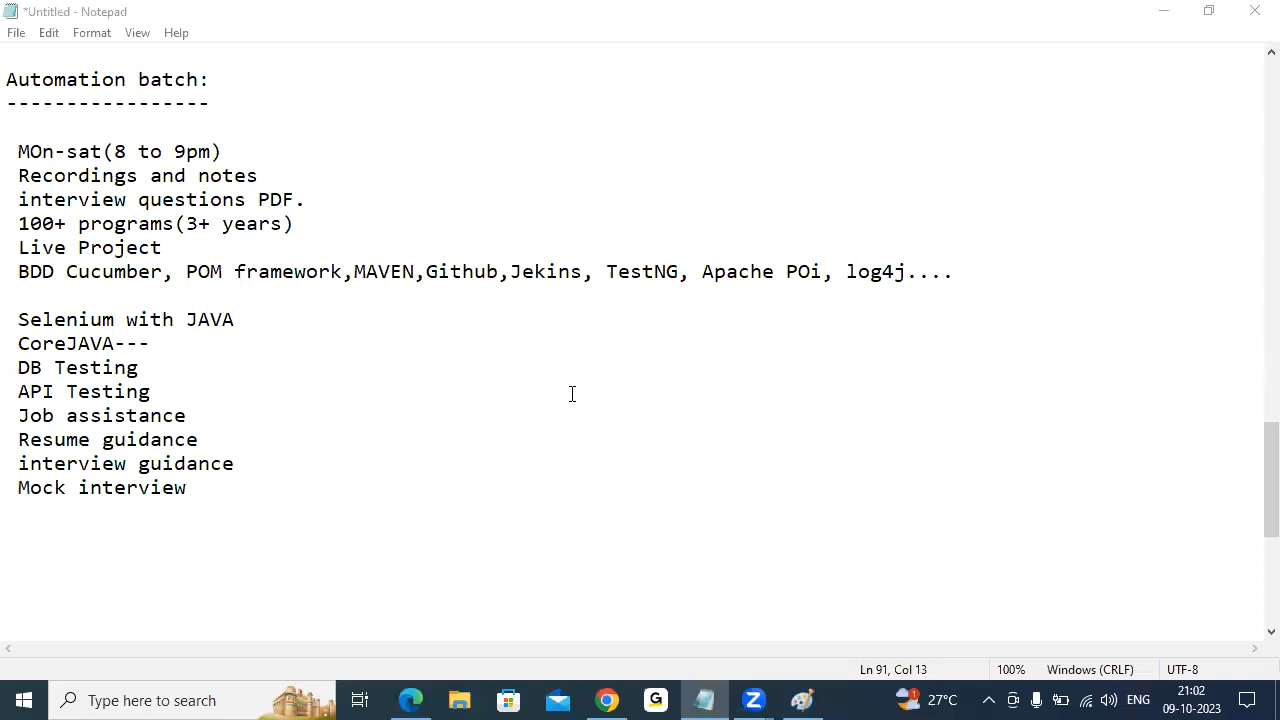 *Untitled - Notepad
File Edit Format View Help
Automation batch:
-----------------
MOn-sat(8 to 9pm)
Recordings and notes
interview questions PDF.
100+ programs(3+ years)
Live Project
BDD Cucumber, POM framework,MAVEN,Github,Jekins, TestNG, Apache POi, log4j....
Selenium with JAVA
CoreJAVA---
DB Testing
API Testing
Job assistance
Resume guidance
interview guidance
Mock interview
Ln 91, Col 13 100% Windows (CRLF) UTF-8
Type here to search 1 27°C ENG 21:02
09-10-2023